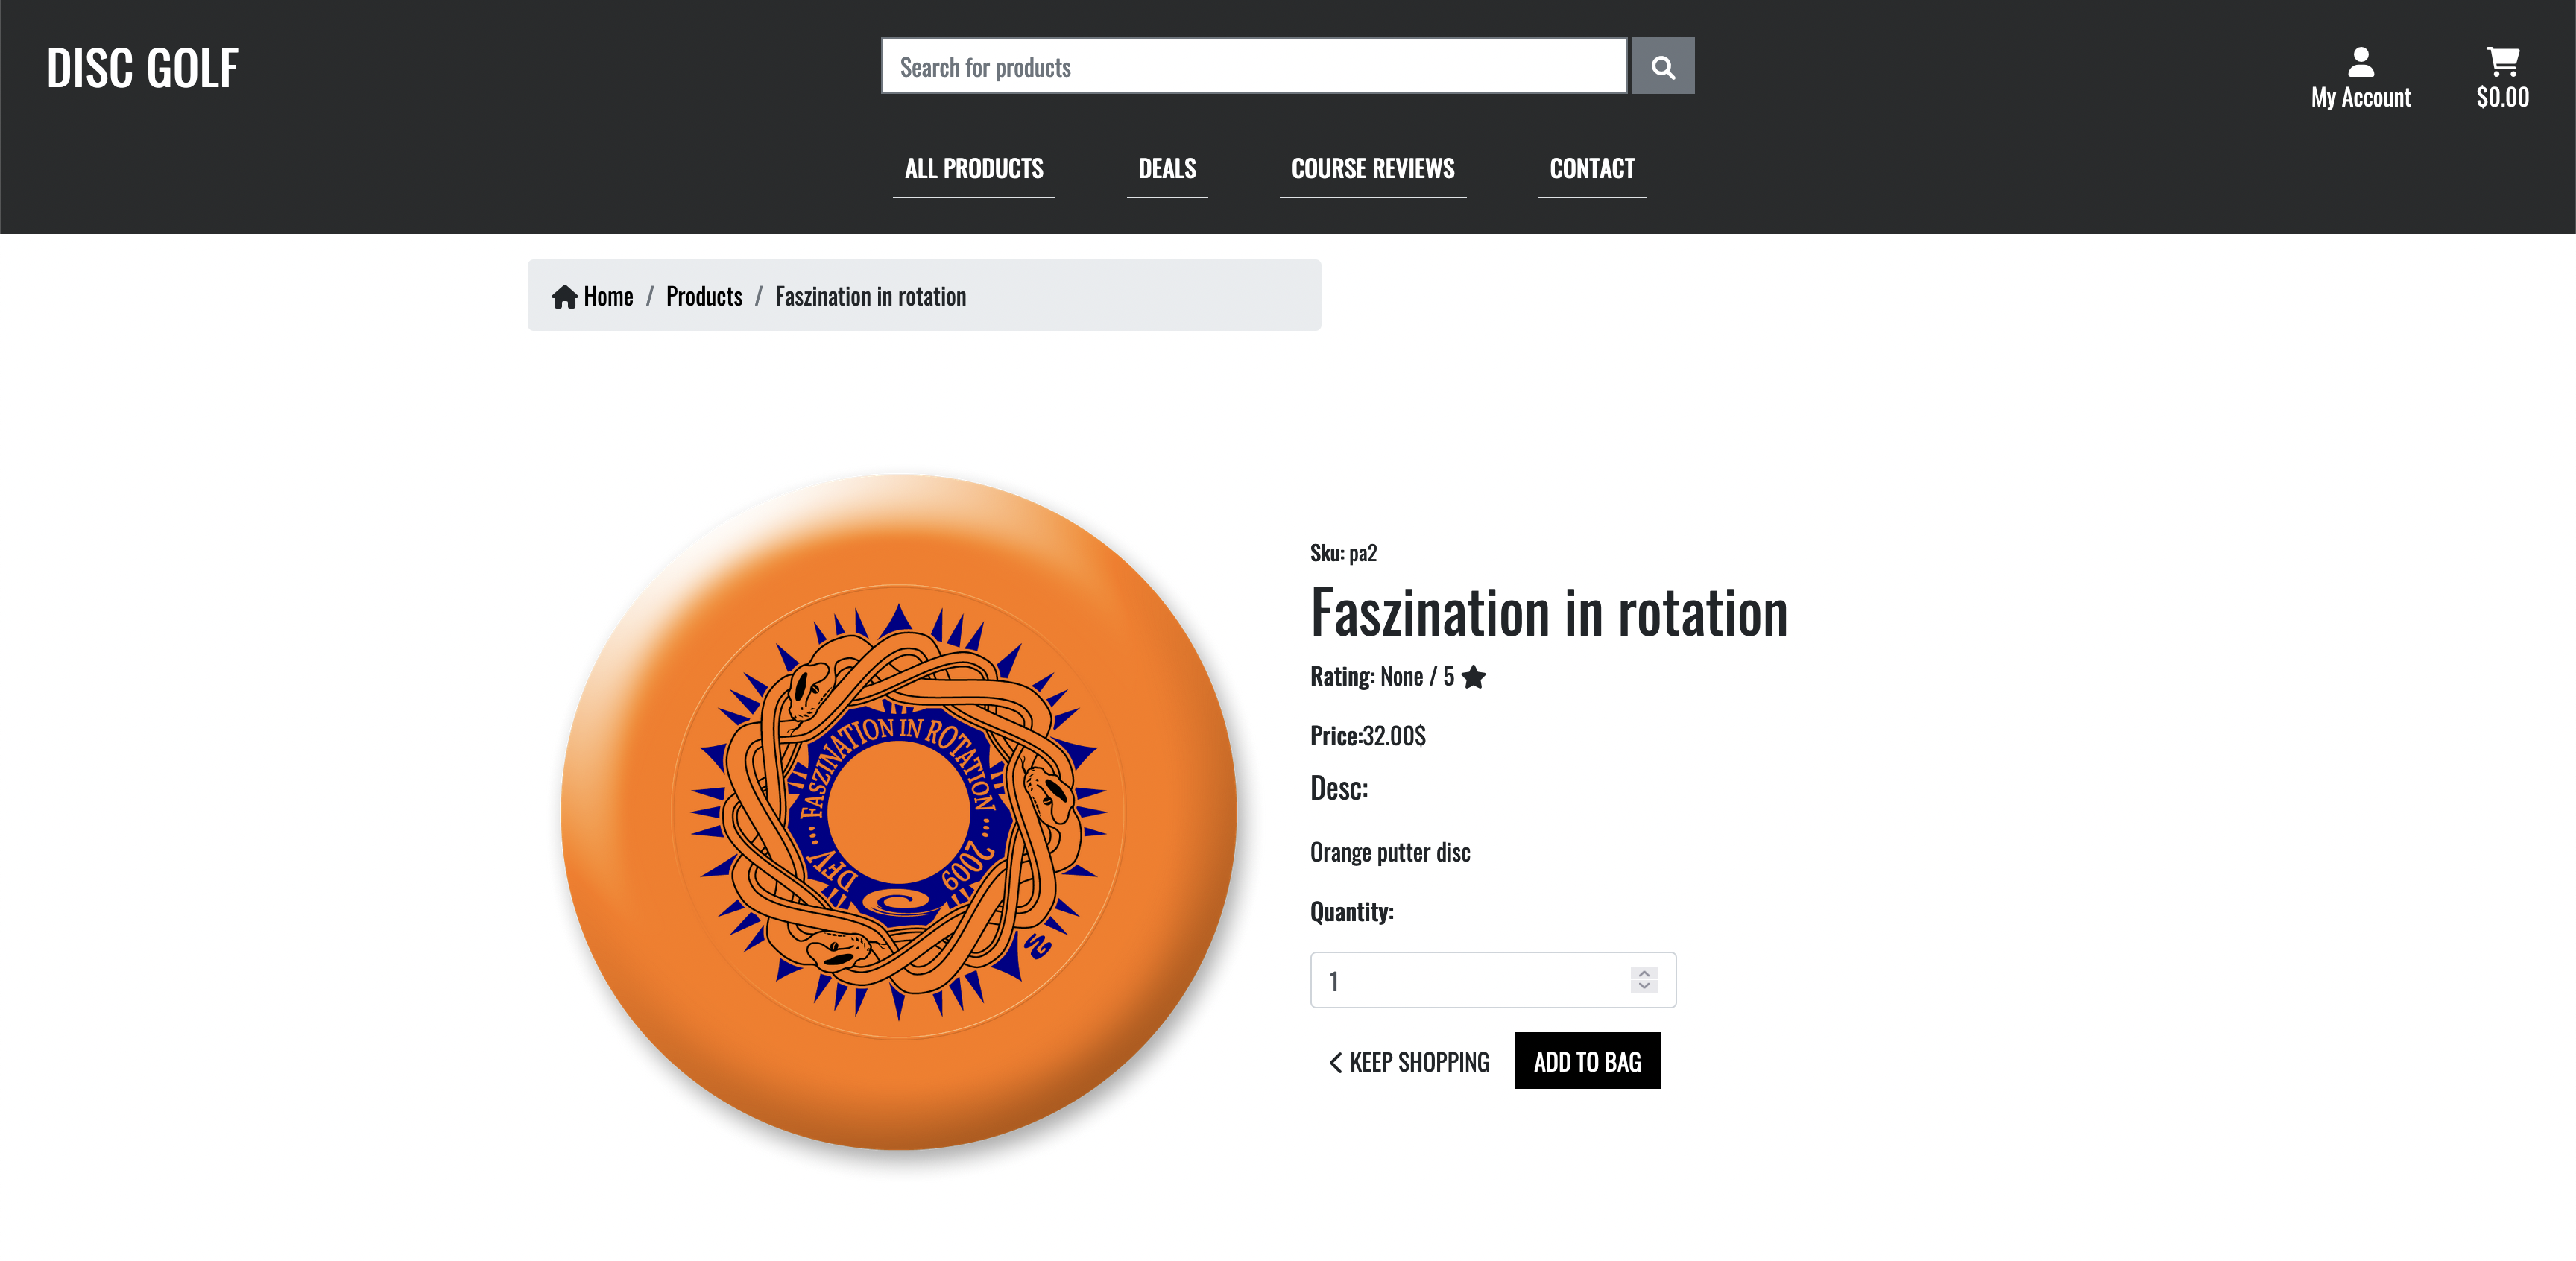 DISC GOLF
Search for products
My Account
$0.00
ALL PRODUCTS
DEALS
COURSE REVIEWS
CONTACT
Home / Products / Faszination in rotation
FASZINATION IN ROTATION
DFV
2009
Sku: pa2
Faszination in rotation
Rating: None / 5
Price:32.00$
Desc:
Orange putter disc
Quantity:
1
KEEP SHOPPING
ADD TO BAG